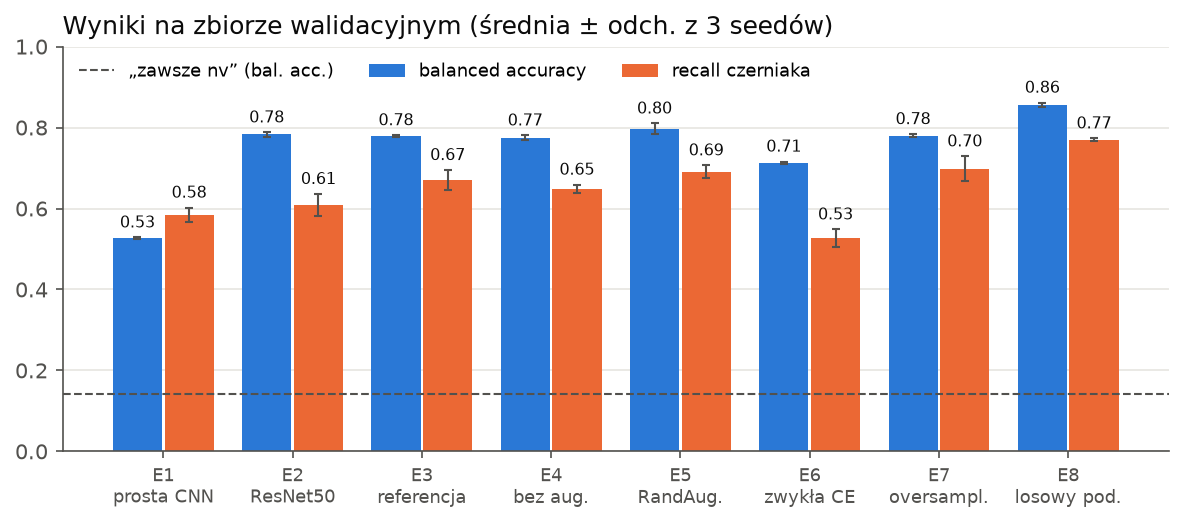 Wyniki na zbiorze walidacyjnym (średnia ± odch. z 3 seedów)
1.0
„zawsze nv” (bal. acc.)
balanced accuracy
recall czerniaka
0.8
0.6
0.4
0.2
0.0
0.53
0.58
0.78
0.61
0.78
0.67
0.77
0.65
0.80
0.69
0.71
0.53
0.78
0.70
0.86
0.77
E1
prosta CNN
E2
ResNet50
E3
referencja
E4
bez aug.
E5
RandAug.
E6
zwykła CE
E7
oversampl.
E8
losowy pod.